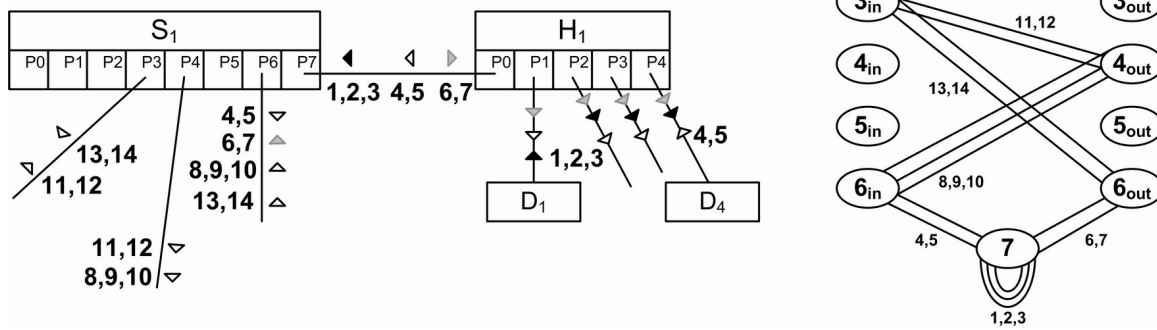 S1
P0 P1 P2 P3 P4 P5 P6 P7
H1
P0 P1 P2 P3 P4
1,2,3 4,5 6,7
4,5
6,7
8,9,10
13,14
13,14
11,12
11,12
8,9,10
1,2,3
4,5
D1
D4
3in
3out
11,12
4in
4out
13,14
5in
5out
6in
6out
8,9,10
4,5
7
6,7
1,2,3